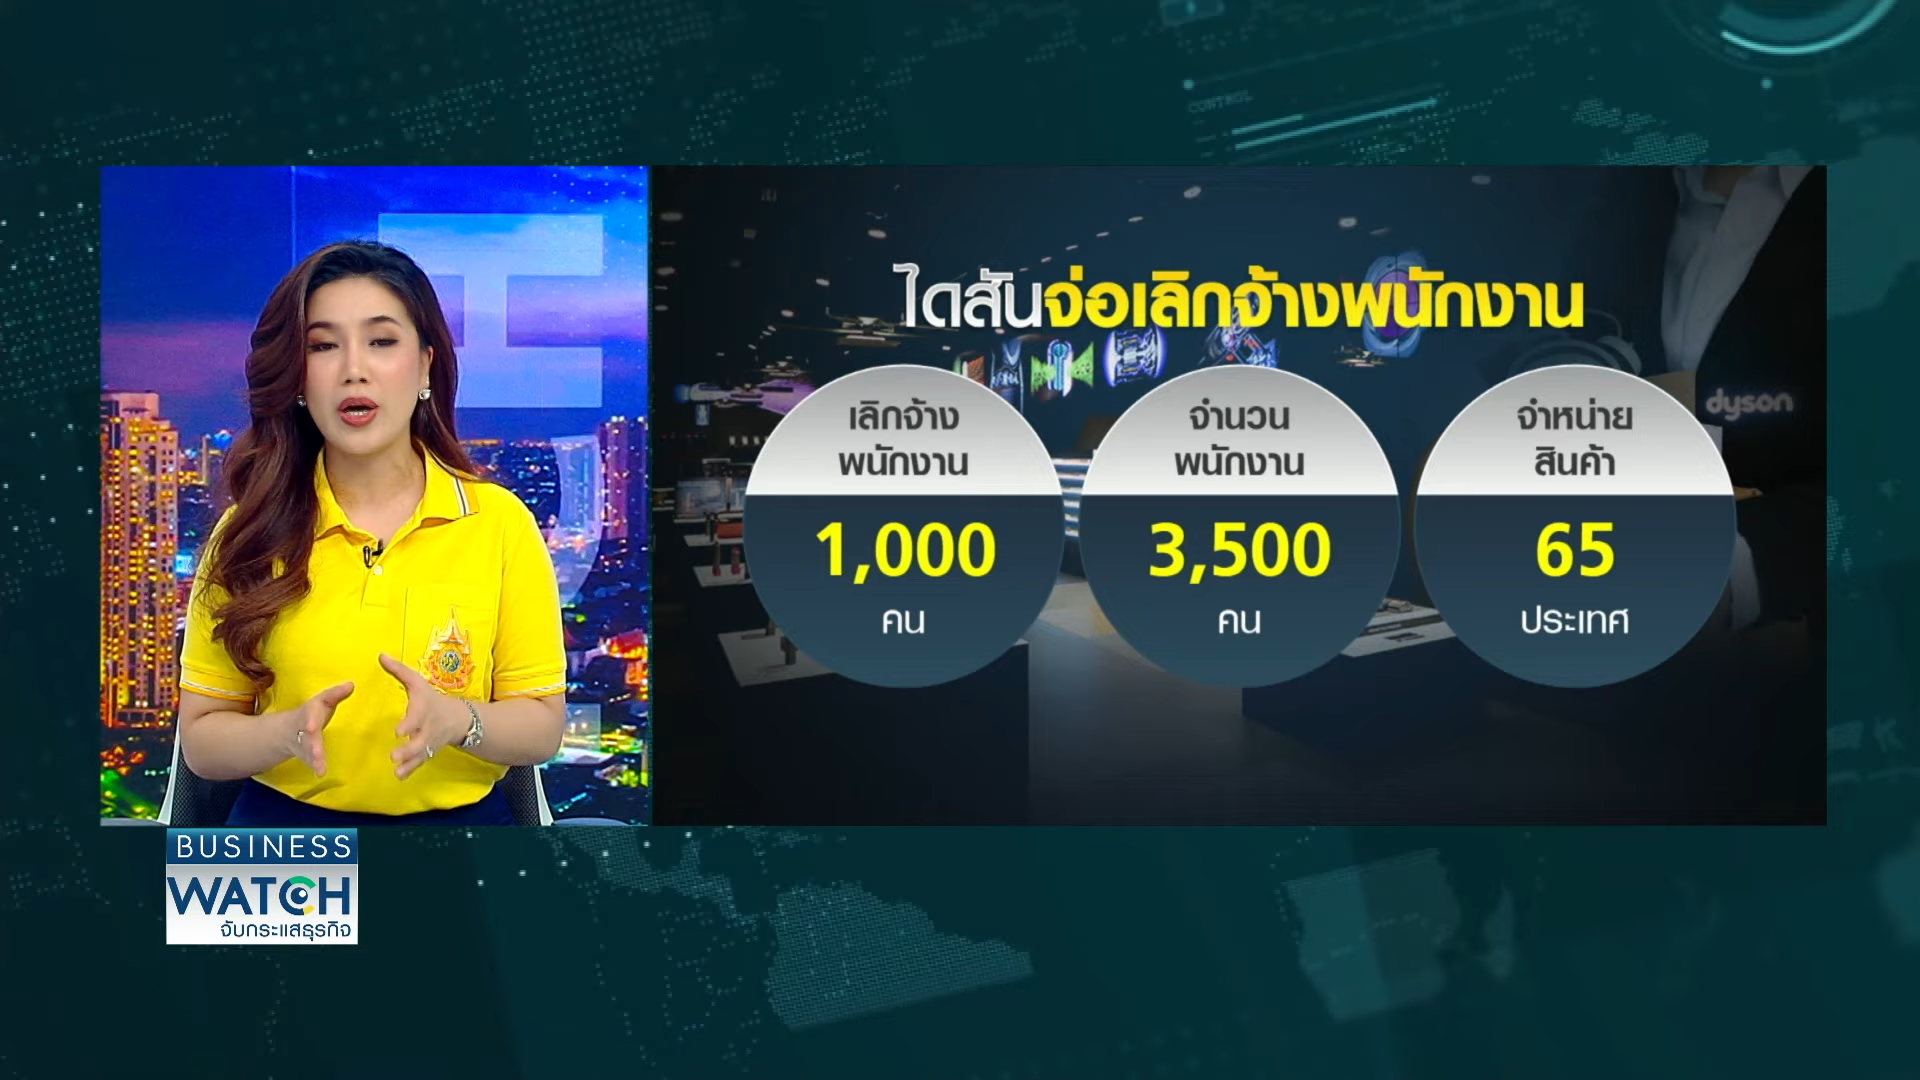 CONTROL
ไดสันจ่อเลิกจ้างพนักงาน
dyson
เลิกจ้าง
พนักงาน
1,000
คน
จำนวน
พนักงาน
3,500
คน
จำหน่าย
สินค้า
65
ประเทศ
BUSINESS
WATCH
จับกระแสธุรกิจ